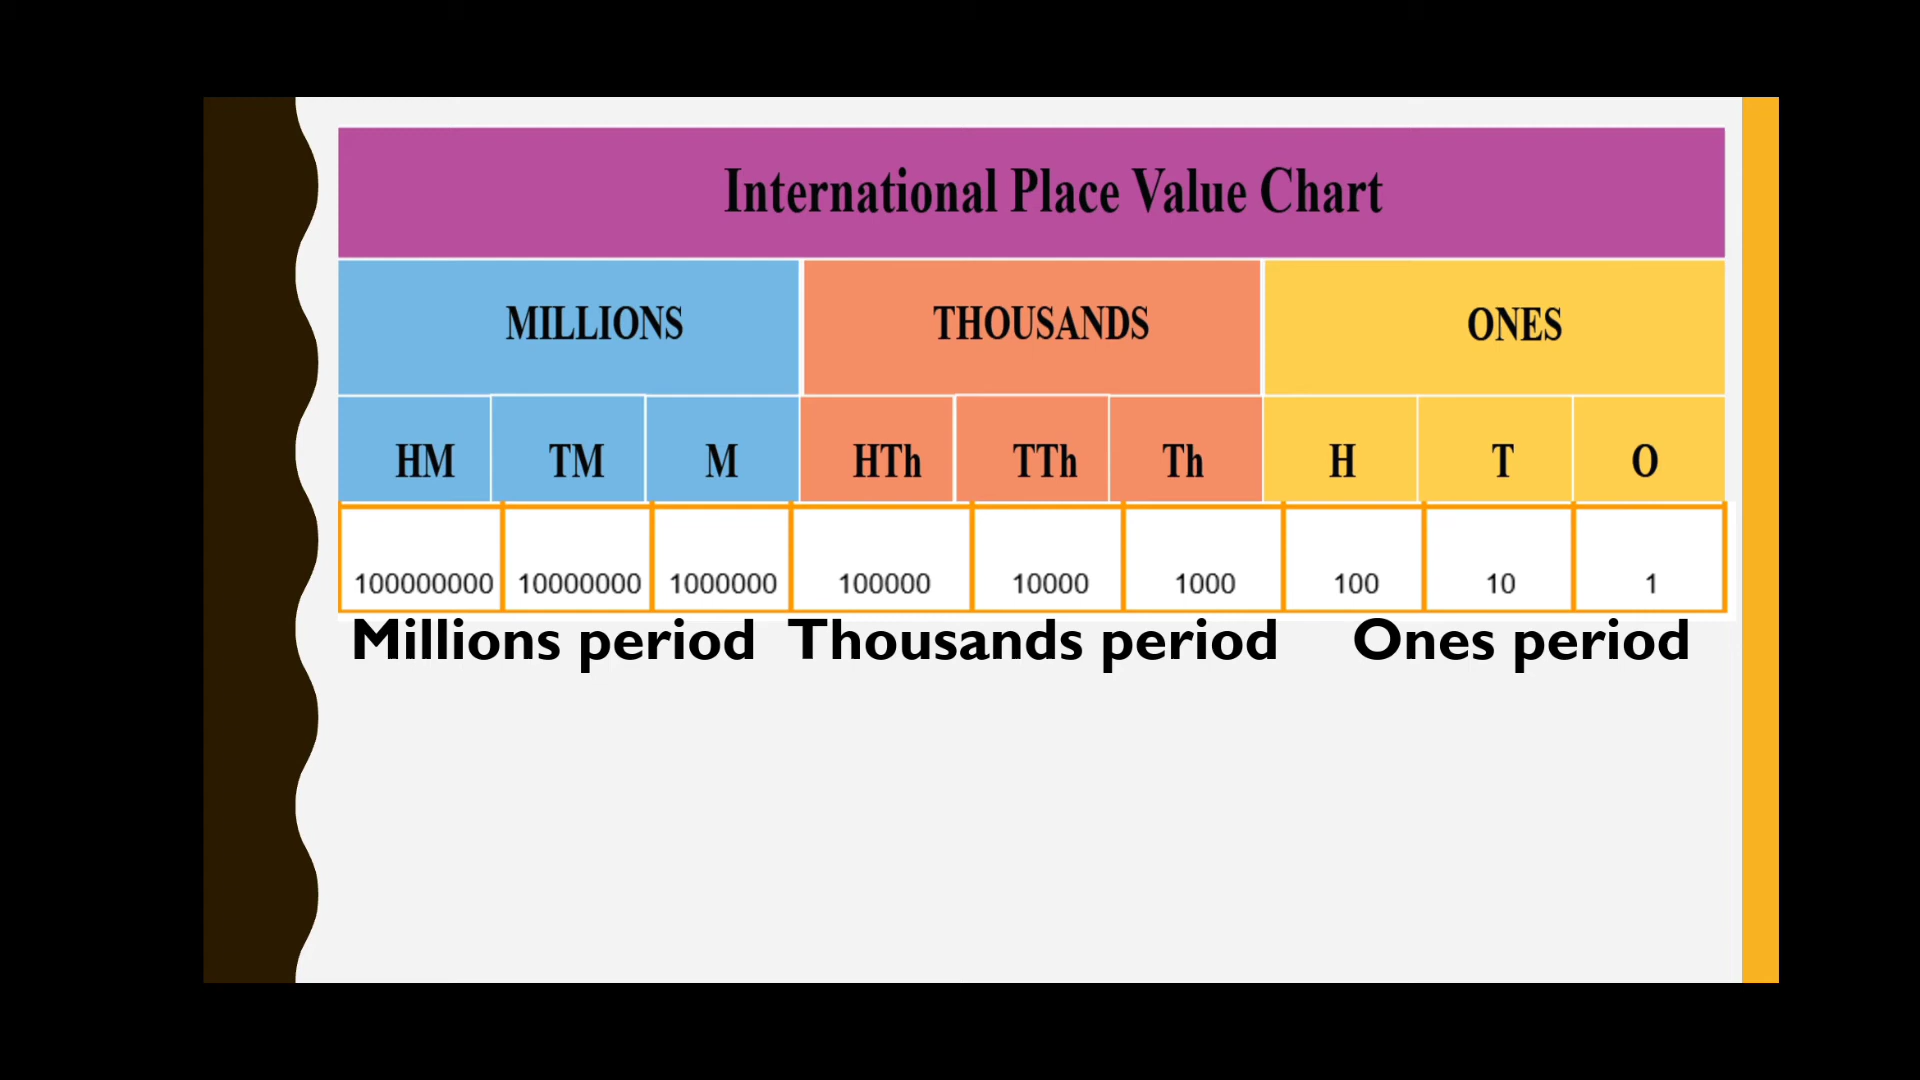 International Place Value Chart
MILLIONS THOUSANDS ONES
HM TM M HTh TTh Th H T O
100000000 10000000 1000000 100000 10000 1000 100 10 1
Millions period Thousands period Ones period